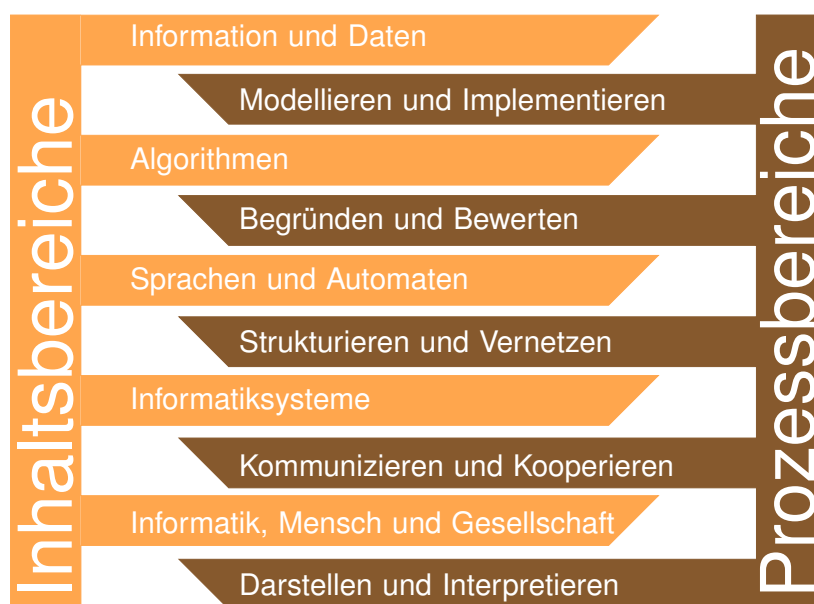 Inhaltsbereiche
Information und Daten
Modellieren und Implementieren
Algorithmen
Begründen und Bewerten
Sprachen und Automaten
Strukturieren und Vernetzen
Informatiksysteme
Kommunizieren und Kooperieren
Informatik, Mensch und Gesellschaft
Darstellen und Interpretieren
Prozessbereiche